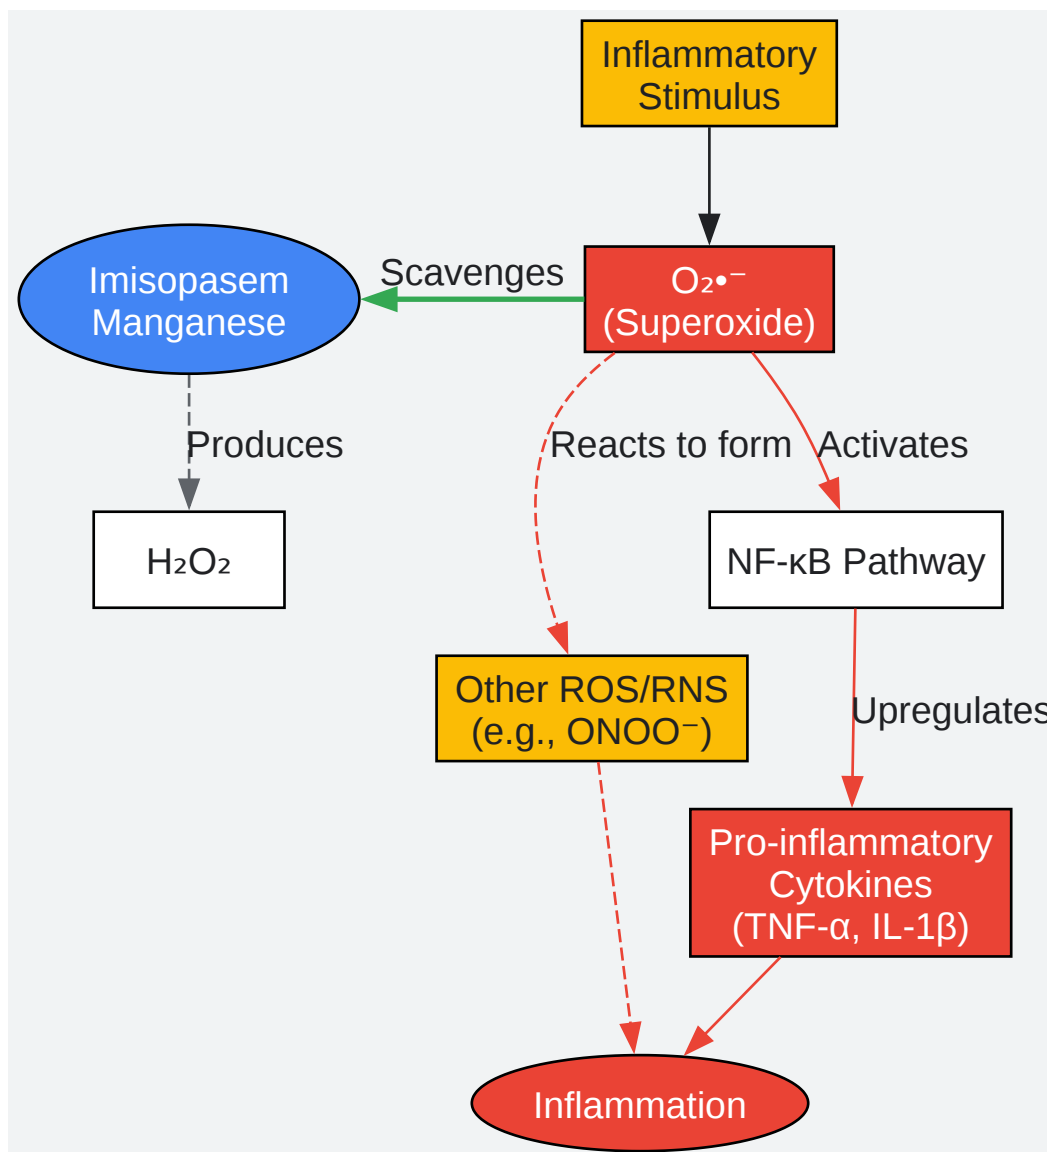 Inflammatory
Stimulus
Scavenges
Imisopasem
Manganese
O₂•⁻
(Superoxide)
Produces
Reacts to form
Activates
H₂O₂
NF-κB Pathway
Other ROS/RNS
(e.g., ONOO⁻)
Upregulates
Pro-inflammatory
Cytokines
(TNF-α, IL-1β)
Inflammation